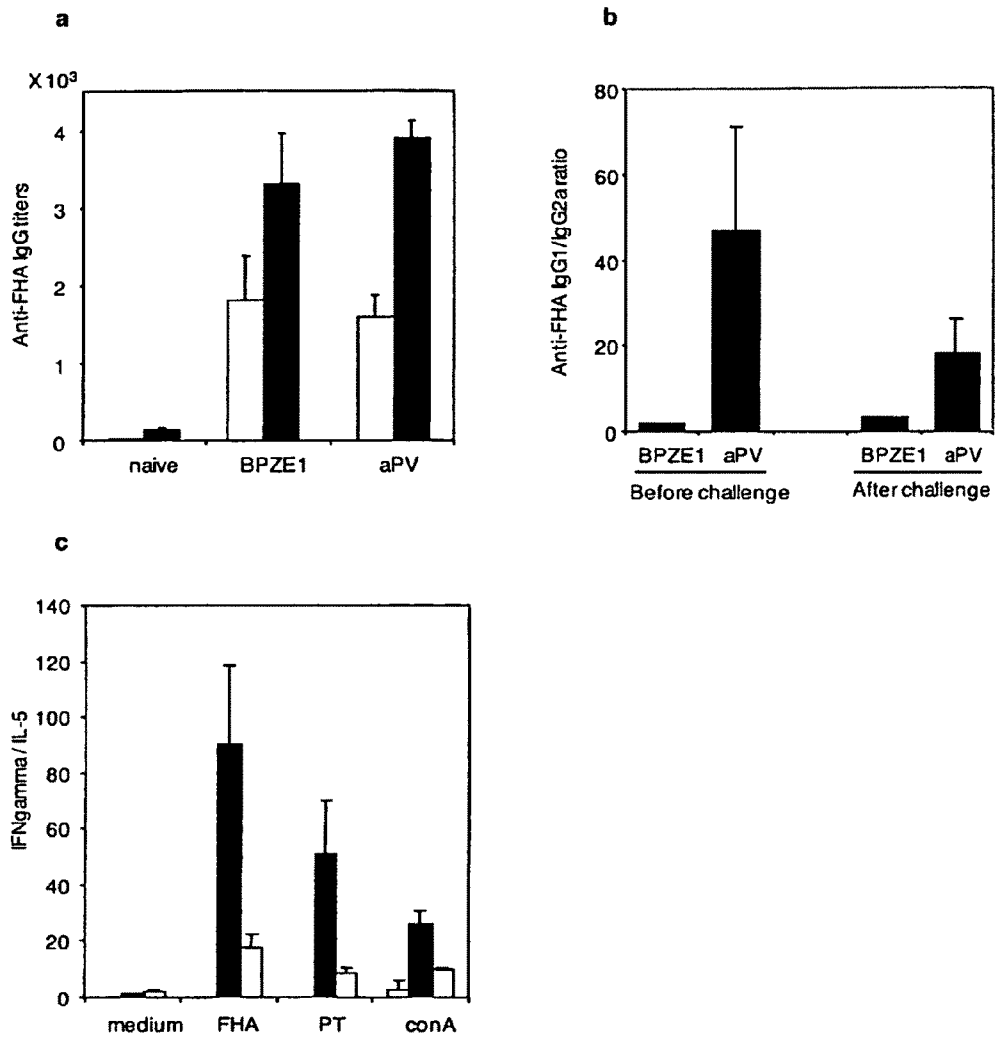 a
X 10³
Anti-FHA IgG titers
4
3
2
1
0
naive BPZE1 aPV
b
Anti-FHA IgG1/IgG2a ratio
80
60
40
20
0
BPZE1 aPV BPZE1 aPV
Before challenge After challenge
c
IFNgamma / IL-5
140
120
100
80
60
40
20
0
medium FHA PT conA